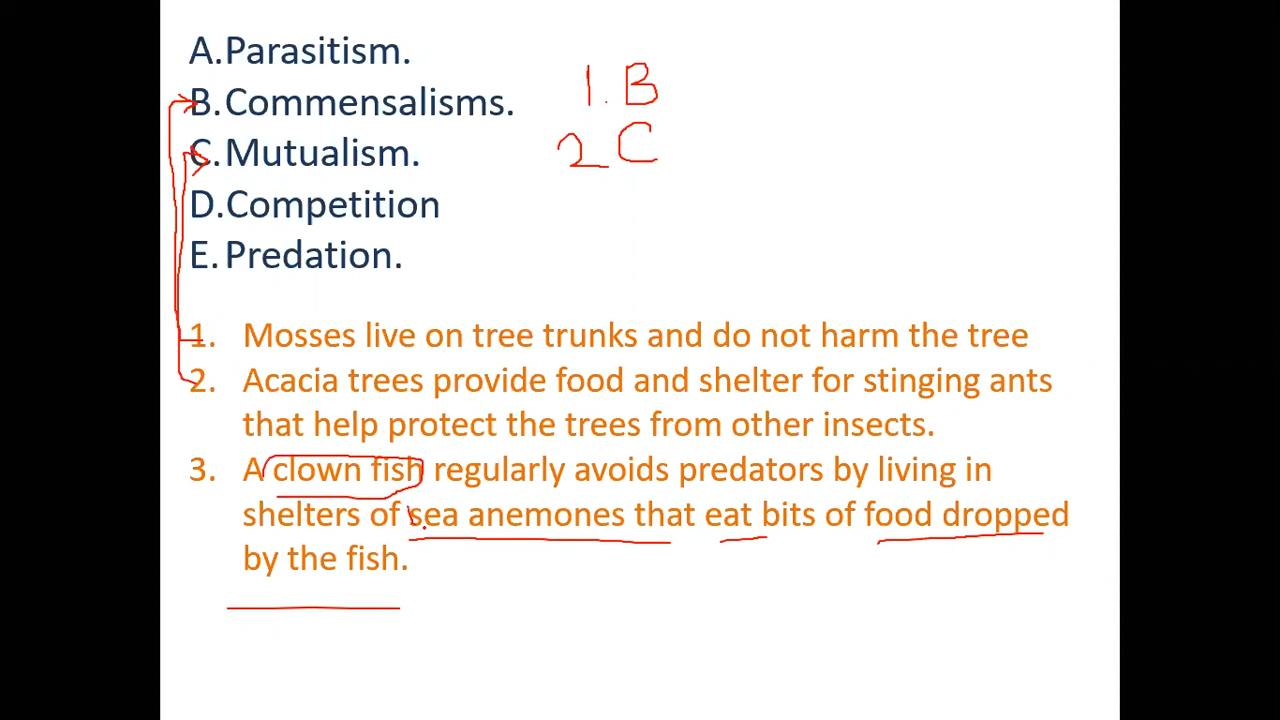 A.Parasitism.
B.Commensalisms.
C.Mutualism.
D.Competition
E.Predation.
1.B
2 C
1. Mosses live on tree trunks and do not harm the tree
2. Acacia trees provide food and shelter for stinging ants
that help protect the trees from other insects.
3. A clown fish regularly avoids predators by living in
shelters of sea anemones that eat bits of food dropped
by the fish.